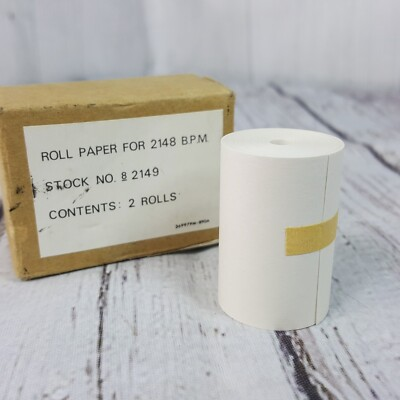 ROLL PAPER FOR 2148 B.P.M.
STOCK NO. 8 2149
CONTENTS: 2 ROLLS